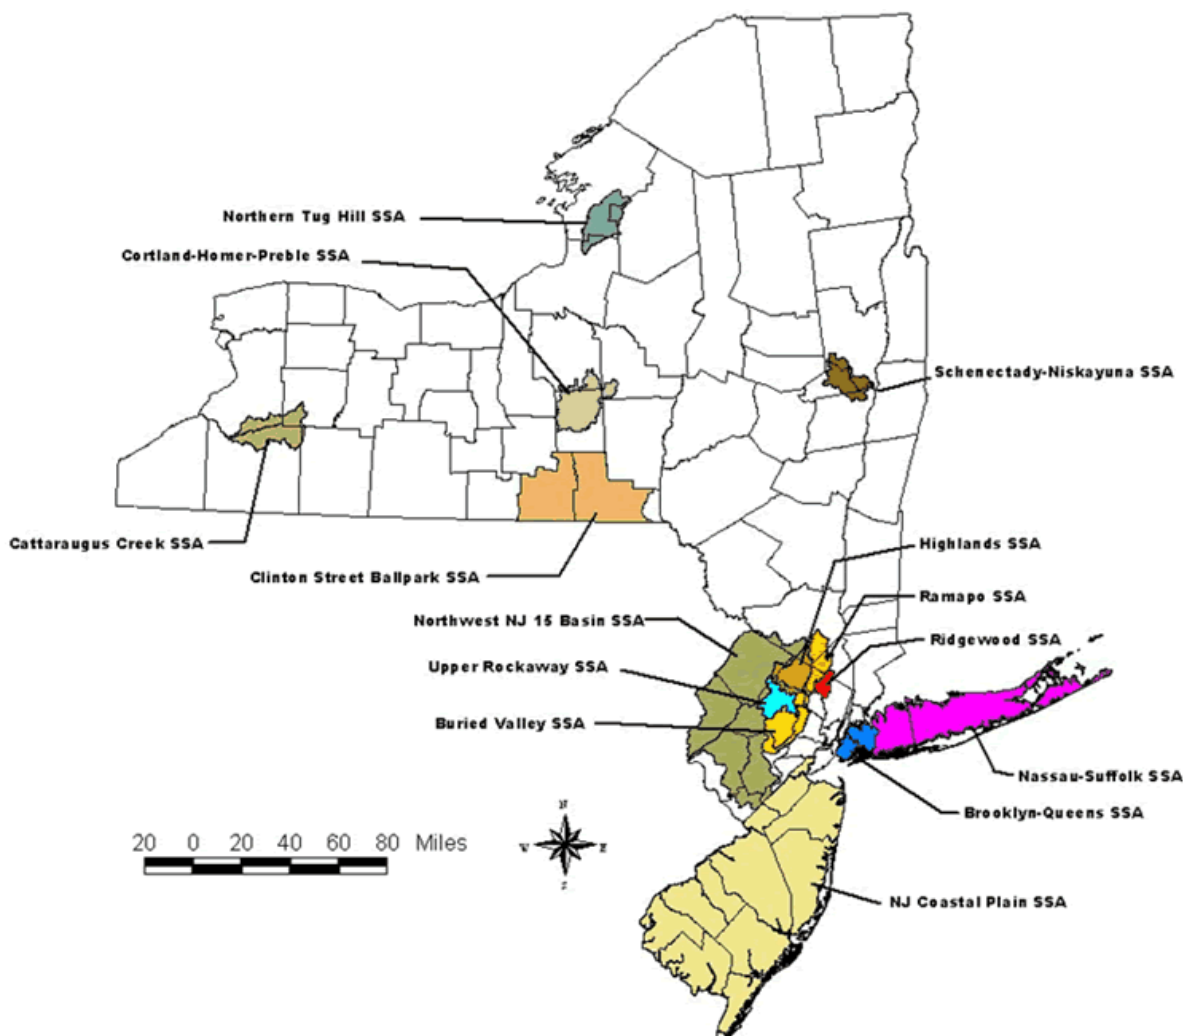 Northern Tug Hill SSA
Cortland-Homer-Preble SSA
Schenectady-Niskayuna SSA
Cattaraugus Creek SSA
Clinton Street Ballpark SSA
Highlands SSA
Ramapo SSA
Northwest NJ 15 Basin SSA
Ridgewood SSA
Upper Rockaway SSA
Buried Valley SSA
Nassau-Suffolk SSA
Brooklyn-Queens SSA
N
W E
S
20 0 20 40 60 80 Miles
NJ Coastal Plain SSA